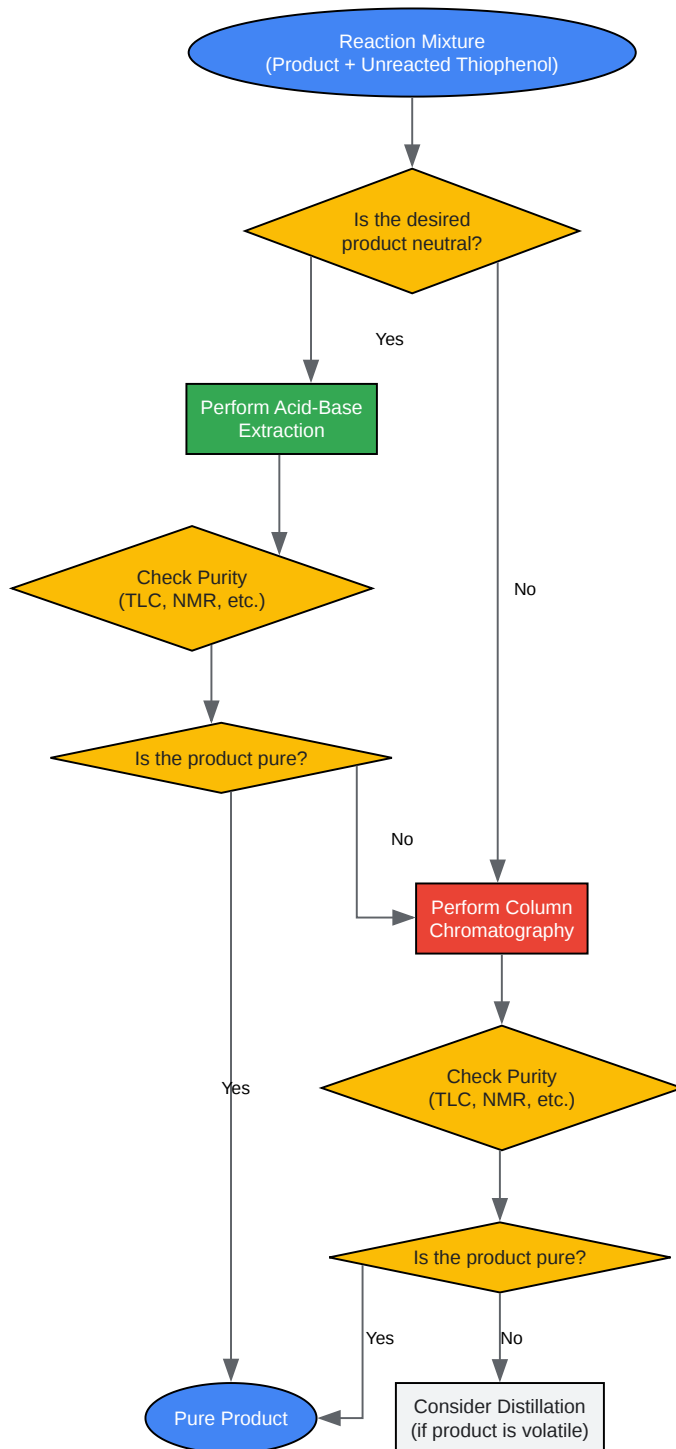 Reaction Mixture
(Product + Unreacted Thiophenol)
Is the desired
product neutral?
Yes
Perform Acid-Base
Extraction
Check Purity
(TLC, NMR, etc.)
No
Is the product pure?
No
Perform Column
Chromatography
Check Purity
(TLC, NMR, etc.)
Yes
Is the product pure?
Yes
No
Pure Product
Consider Distillation
(if product is volatile)